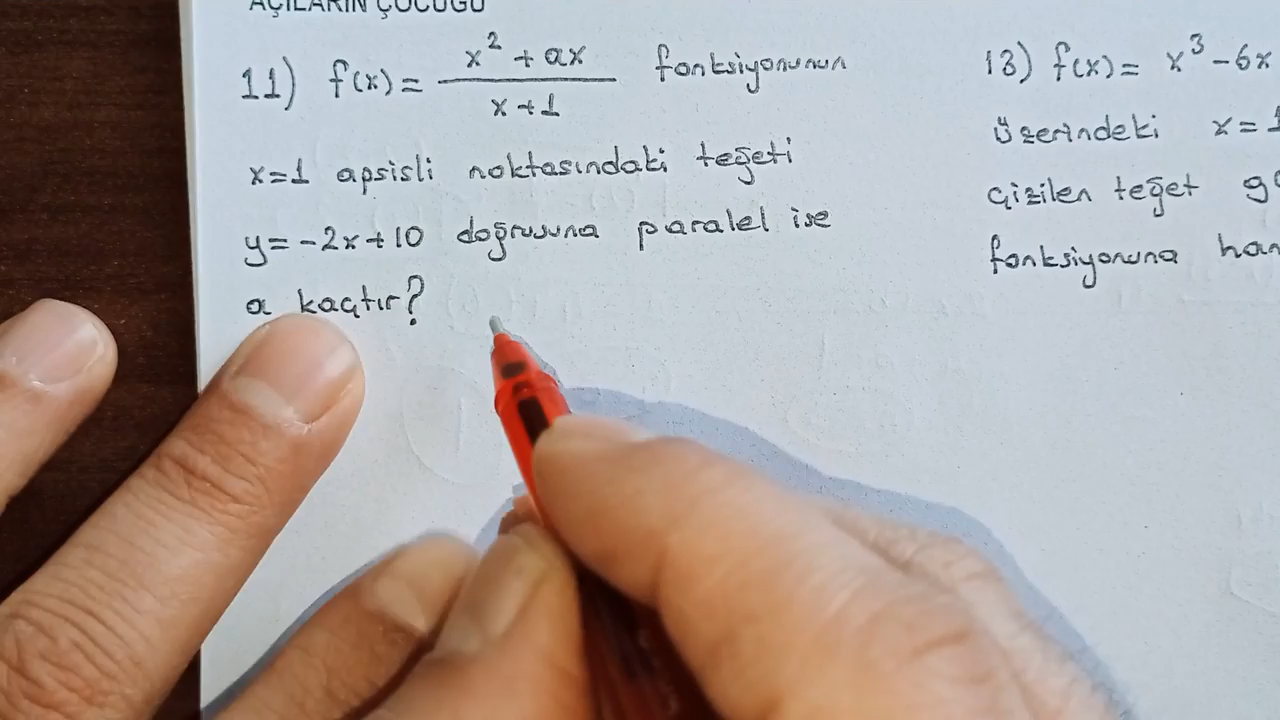 AÇILARIN ÇOCUĞU
11) f(x) = x² + ax / x + 1 fonksiyonunun
x=1 apsisli noktasındaki teğeti
y = -2x+10 doğrusuna paralel ise
a kaçtır?
13) f(x) = x³ - 6x
üzerindeki x=1
çizilen teğet
fonksiyonuna